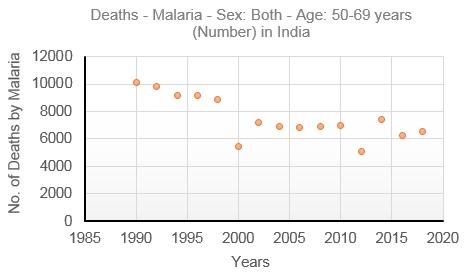 Deaths - Malaria - Sex: Both - Age: 50-69 years
(Number) in India
No. of Deaths by Malaria
12000
10000
8000
6000
4000
2000
0
1985 1990 1995 2000 2005 2010 2015 2020
Years